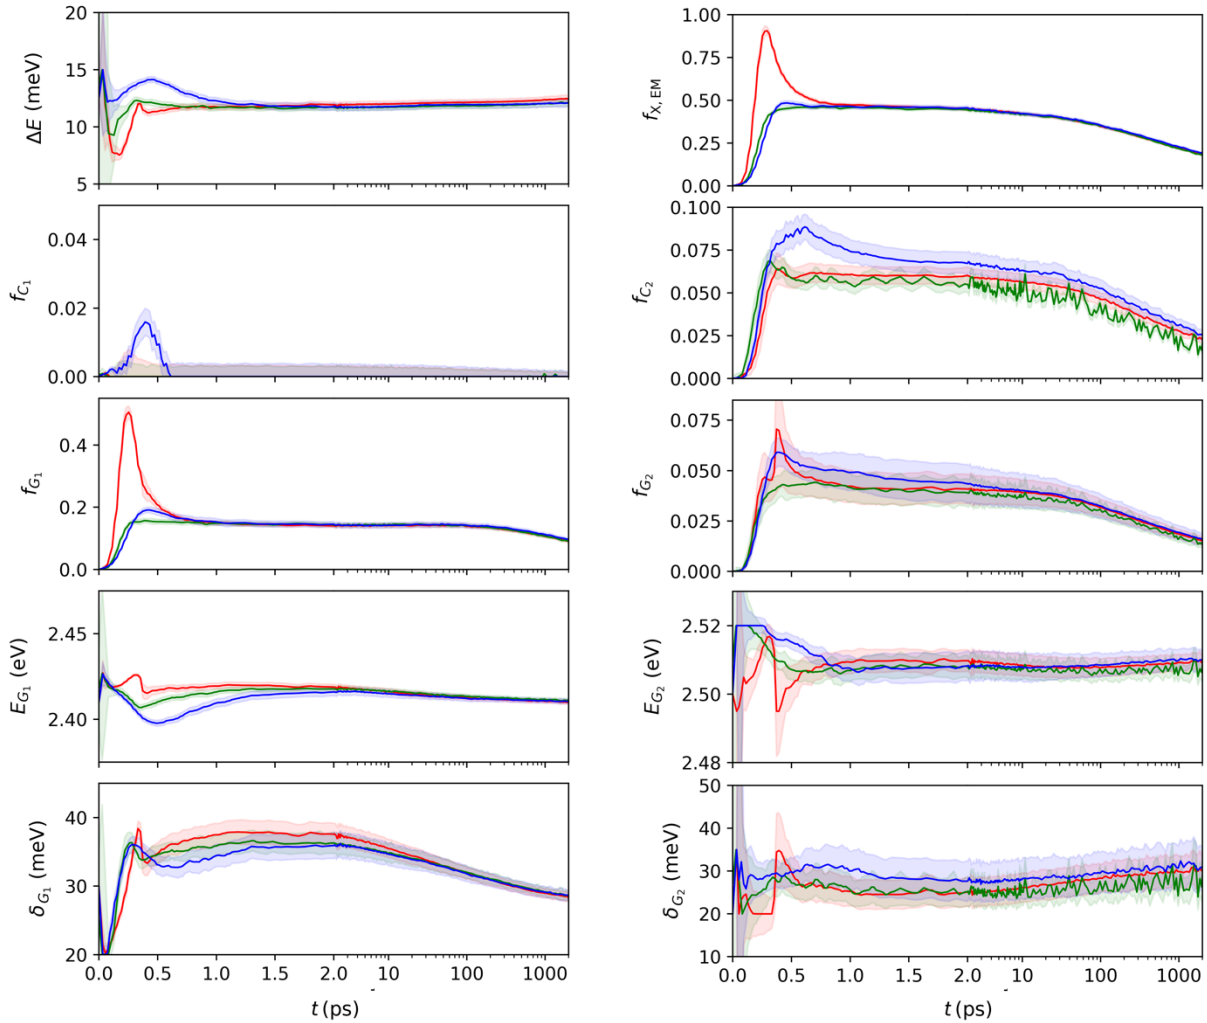 20
15
10
5
ΔE (meV)
1.00
0.75
0.50
0.25
0.00
f_X, EM
0.04
0.02
0.00
f_C₁
0.100
0.075
0.050
0.025
0.000
f_C₂
0.4
0.2
0.0
f_G₁
0.075
0.050
0.025
0.000
f_G₂
2.45
2.40
E_G₁ (eV)
2.52
2.50
2.48
E_G₂ (eV)
40
30
20
δ_G₁ (meV)
0.0 0.5 1.0 1.5 2.0 10 100 1000
t (ps)
50
40
30
20
10
δ_G₂ (meV)
0.0 0.5 1.0 1.5 2.0 10 100 1000
t (ps)